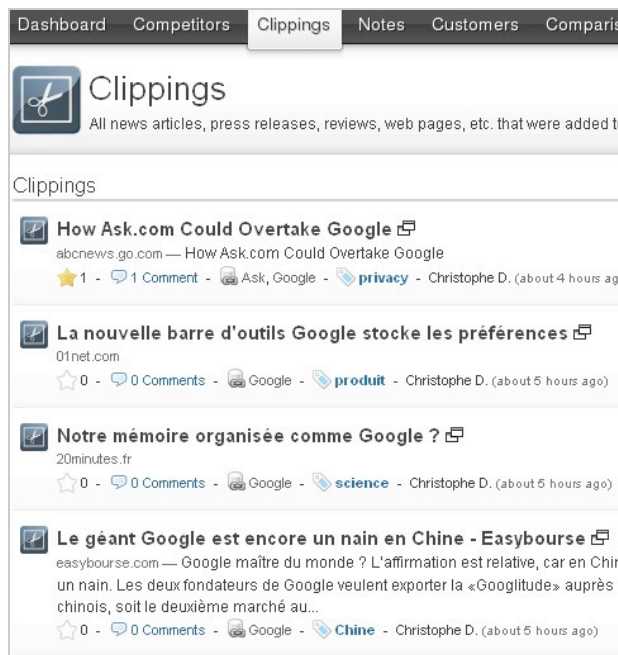 Dashboard Competitors Clippings Notes Customers Comparis
Clippings
All news articles, press releases, reviews, web pages, etc. that were added t
Clippings
How Ask.com Could Overtake Google
abcnews.go.com — How Ask.com Could Overtake Google
1 - 1 Comment - Ask, Google - privacy - Christophe D. (about 4 hours ag
La nouvelle barre d'outils Google stocke les préférences
01net.com
0 - 0 Comments - Google - produit - Christophe D. (about 5 hours ago)
Notre mémoire organisée comme Google ?
20minutes.fr
0 - 0 Comments - Google - science - Christophe D. (about 5 hours ago)
Le géant Google est encore un nain en Chine - Easybourse
easybourse.com — Google maître du monde ? L'affirmation est relative, car en Chin
un nain. Les deux fondateurs de Google veulent exporter la «Googlitude» auprès
chinois, soit le deuxième marché au...
0 - 0 Comments - Google - Chine - Christophe D. (about 5 hours ago)